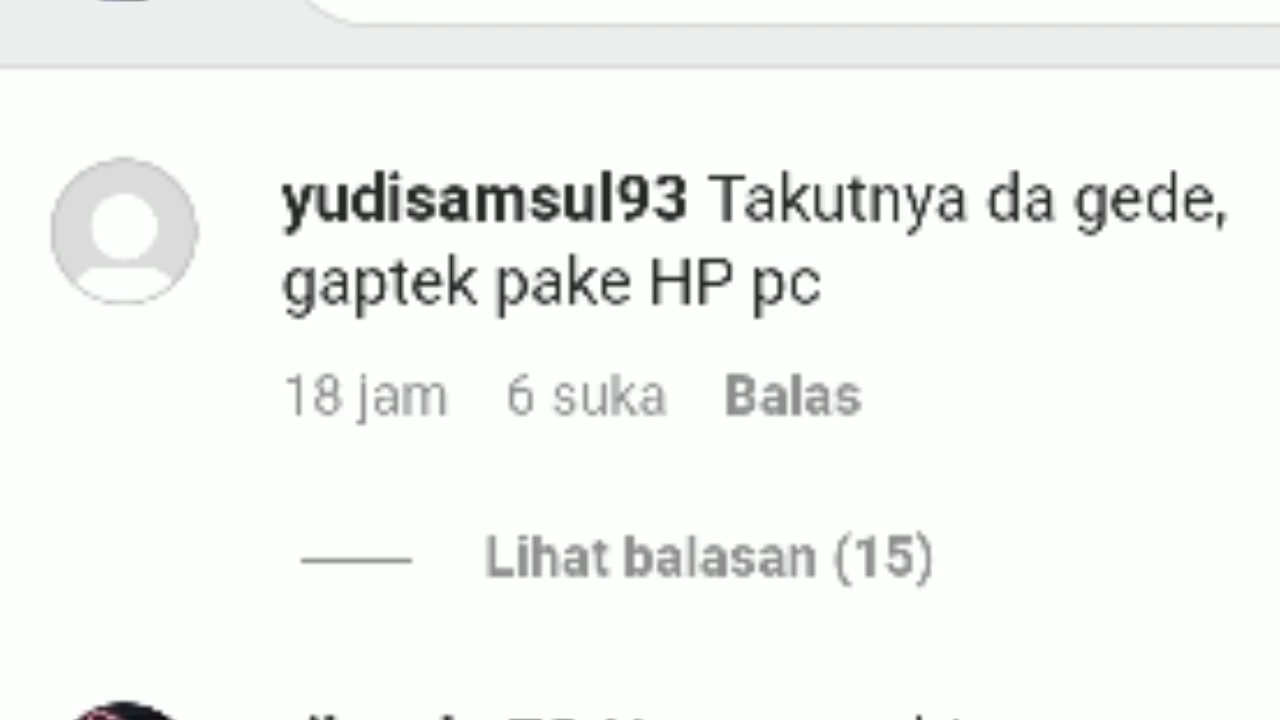 yudisamsul93 Takutnya da gede,
gaptek pake HP pc
18 jam 6 suka Balas
Lihat balasan (15)